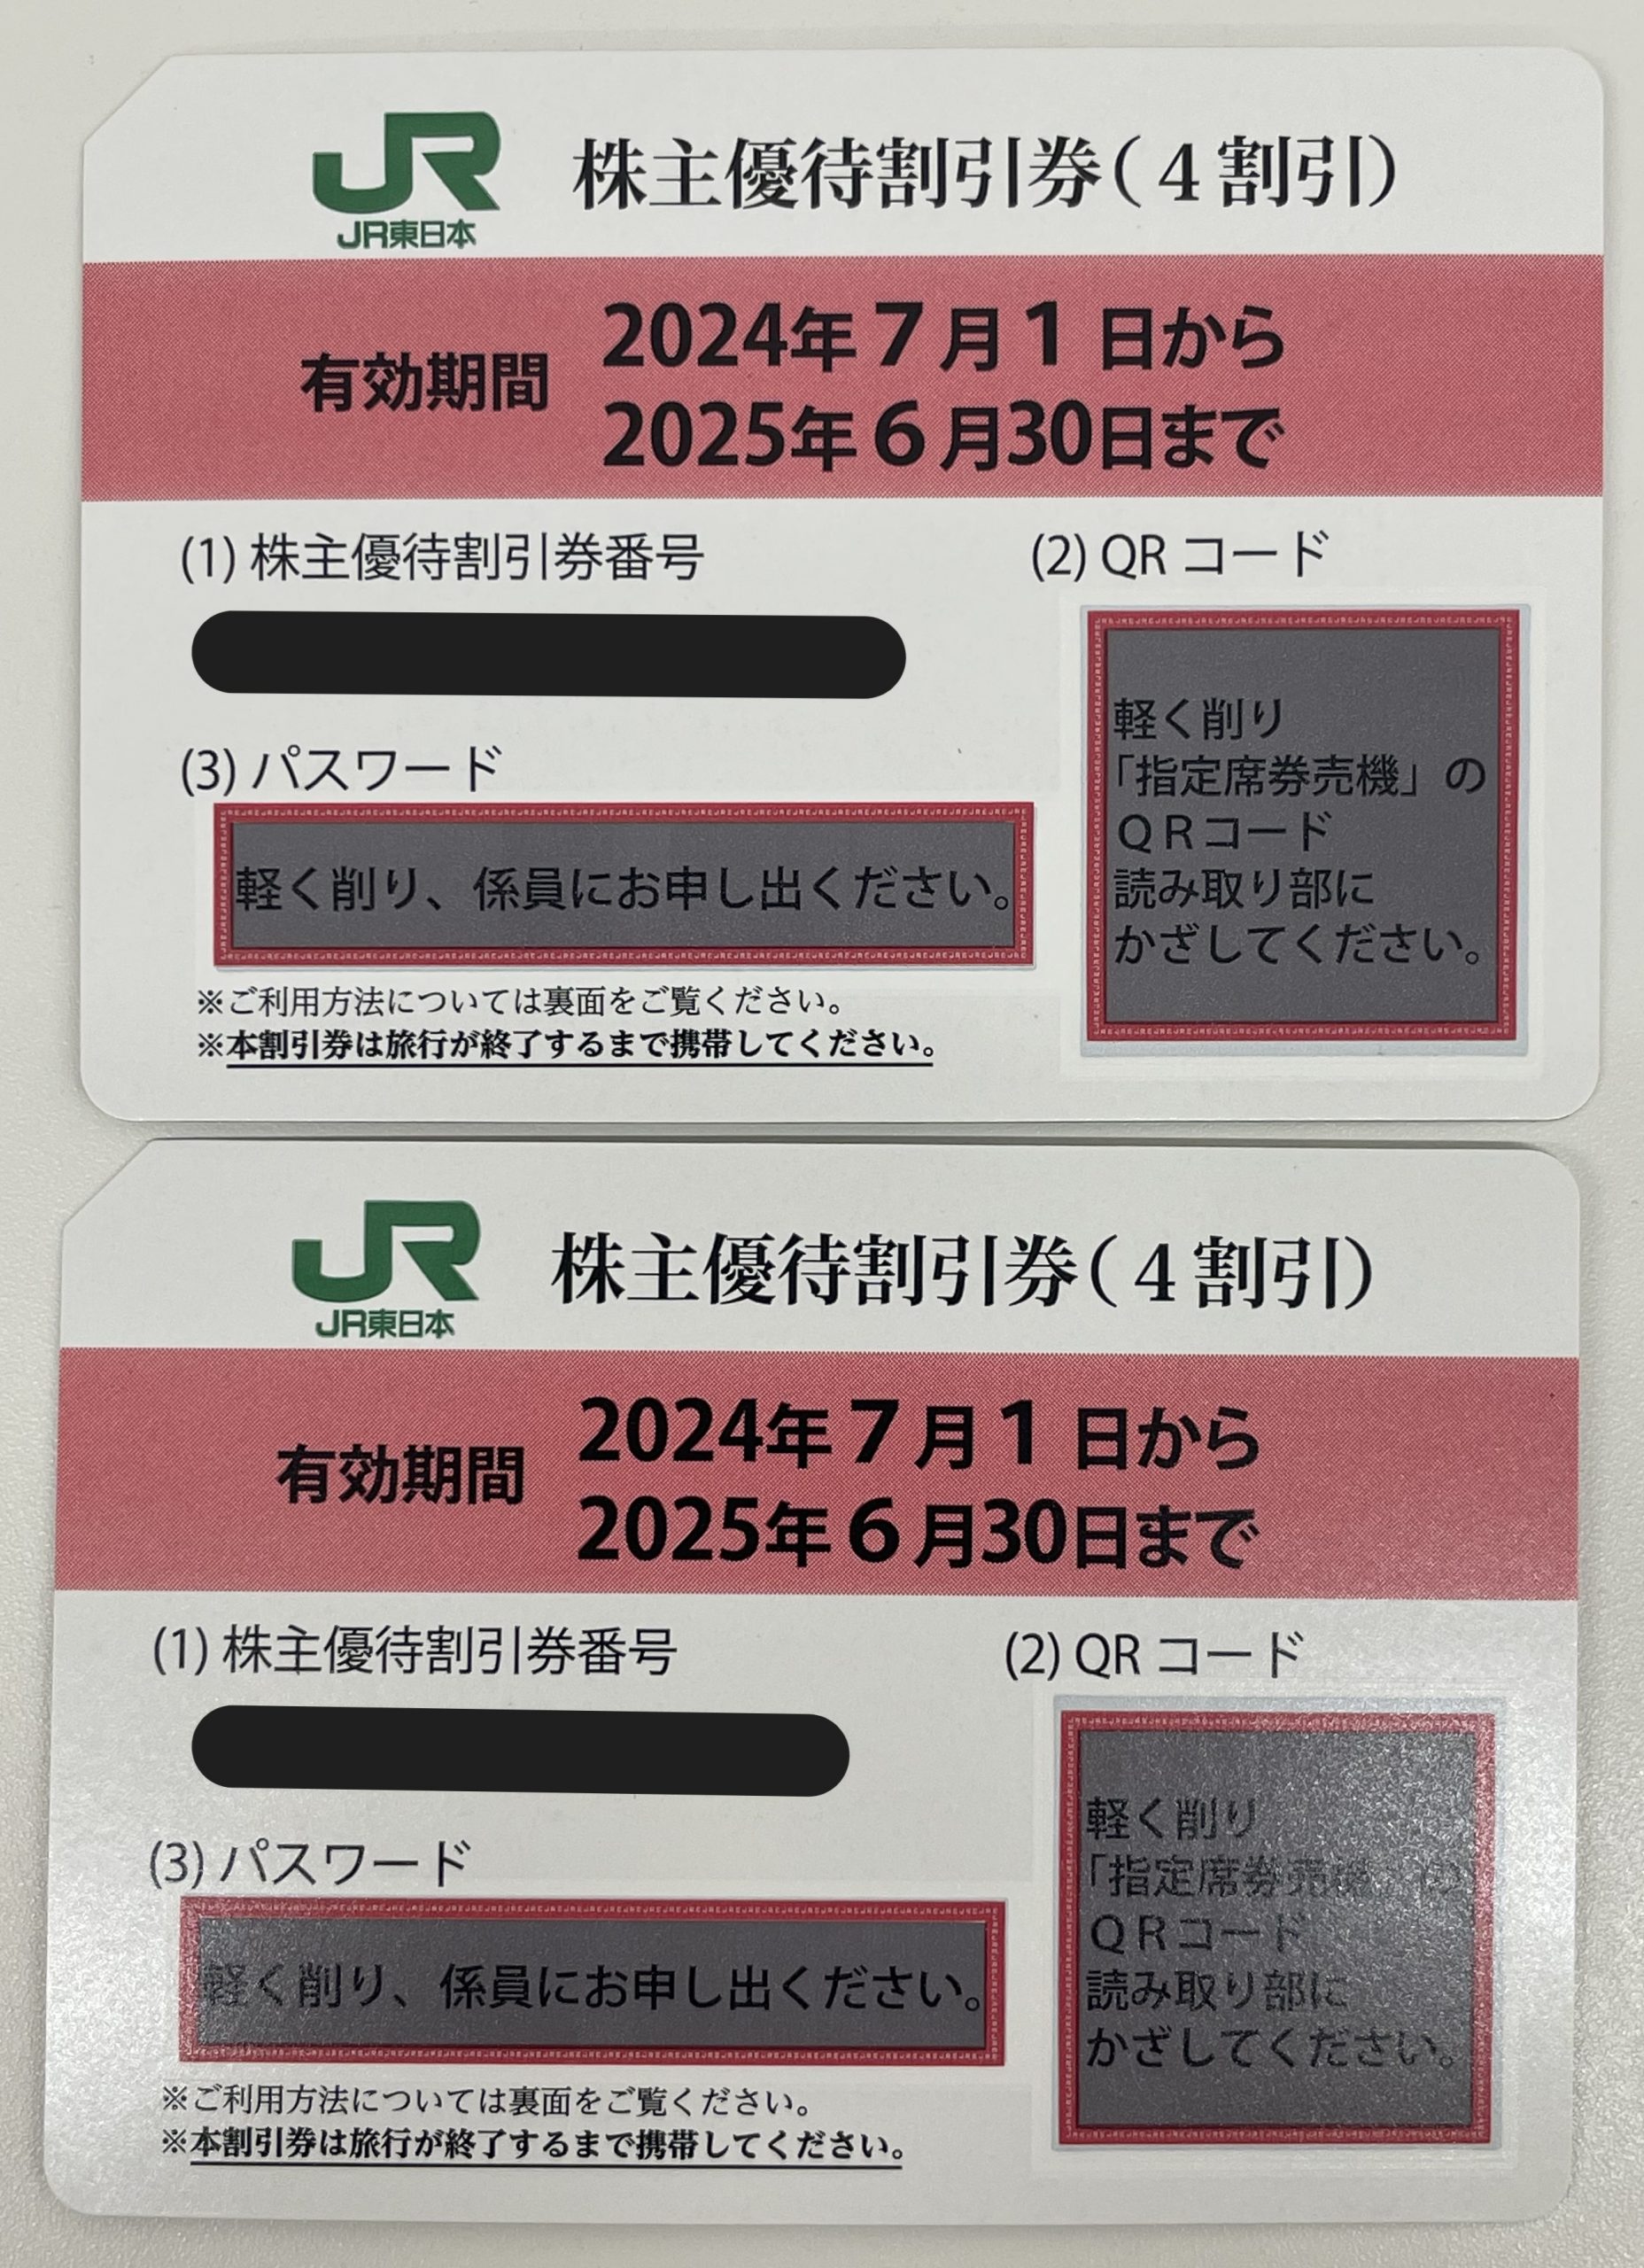 JR
JR東日本
株主優待割引券(4割引)
有効期間
2024年7月1日から
2025年6月30日まで
(1) 株主優待割引券番号
(2) QR コード
軽く削り
「指定席券売機」の
QRコード
読み取り部に
かざしてください。
(3) パスワード
軽く削り、係員にお申し出ください。
※ご利用方法については裏面をご覧ください。
※本割引券は旅行が終了するまで携帯してください。
JR
JR東日本
株主優待割引券(4割引)
有効期間
2024年7月1日から
2025年6月30日まで
(1) 株主優待割引券番号
(2) QR コード
軽く削り
「指定席券売機」の
QRコード
読み取り部に
かざしてください。
(3) パスワード
軽く削り、係員にお申し出ください。
※ご利用方法については裏面をご覧ください。
※本割引券は旅行が終了するまで携帯してください。